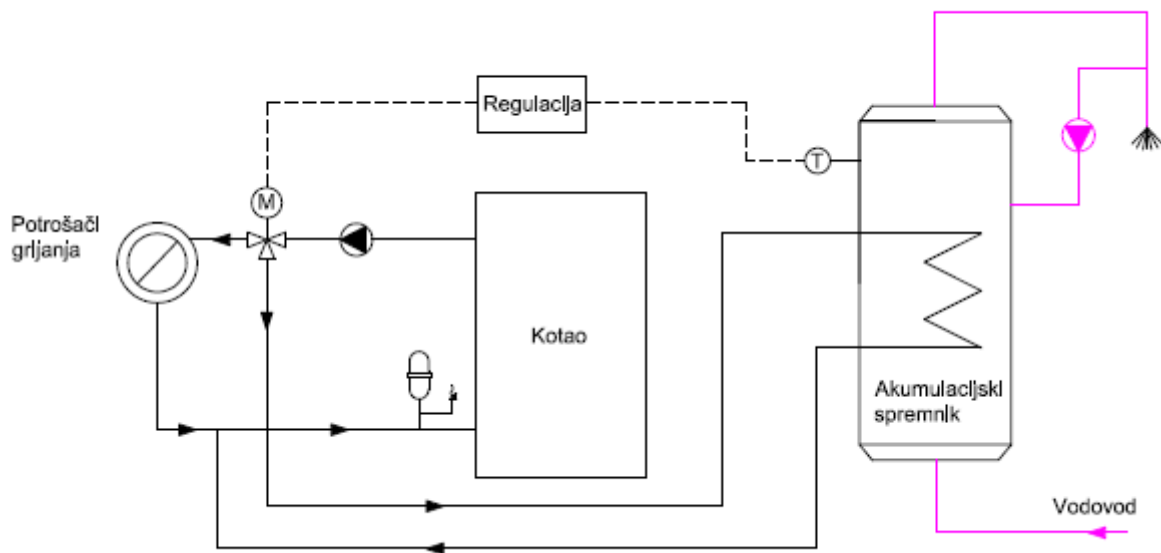 Regulacija
T
M
Potrošači
grijanja
Kotao
Akumulacijski
spremnik
Vodovod